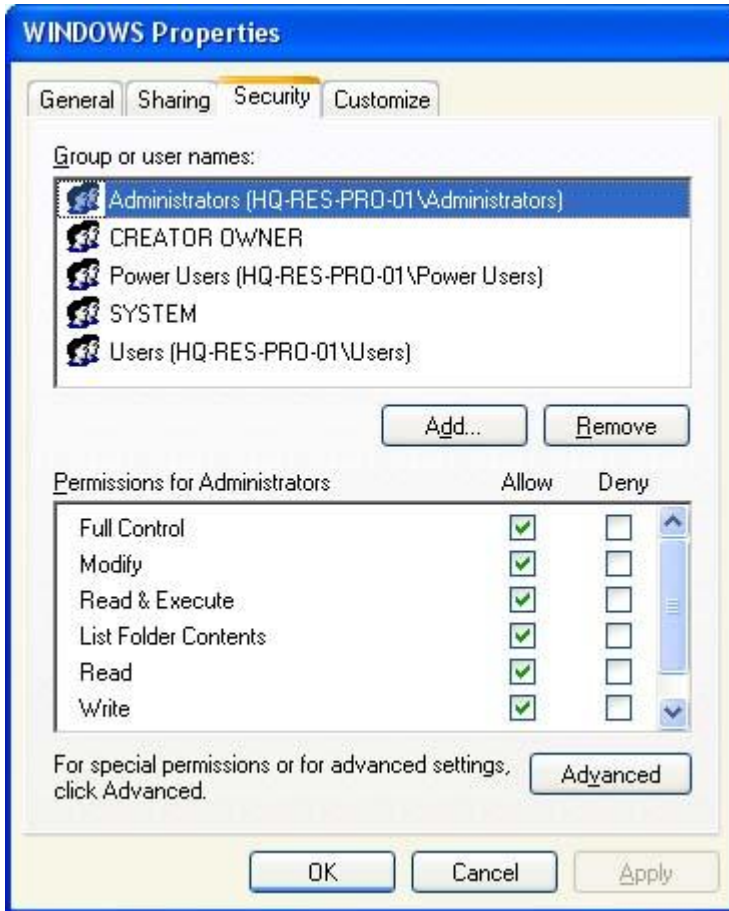 WINDOWS Properties
General Sharing Security Customize
Group or user names:
Administrators (HQ-RES-PRO-01\Administrators)
CREATOR OWNER
Power Users (HQ-RES-PRO-01\Power Users)
SYSTEM
Users (HQ-RES-PRO-01\Users)
Add... Remove
Permissions for Administrators Allow Deny
Full Control
Modify
Read & Execute
List Folder Contents
Read
Write
For special permissions or for advanced settings,
click Advanced.
Advanced
OK Cancel Apply